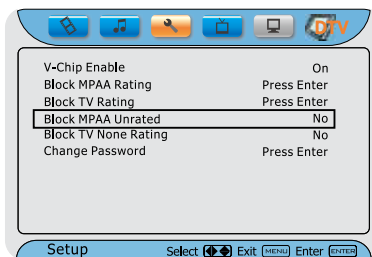 DTV
V-Chip Enable On
Block MPAA Rating Press Enter
Block TV Rating Press Enter
Block MPAA Unrated No
Block TV None Rating No
Change Password Press Enter
Setup Select Exit MENU Enter ENTER